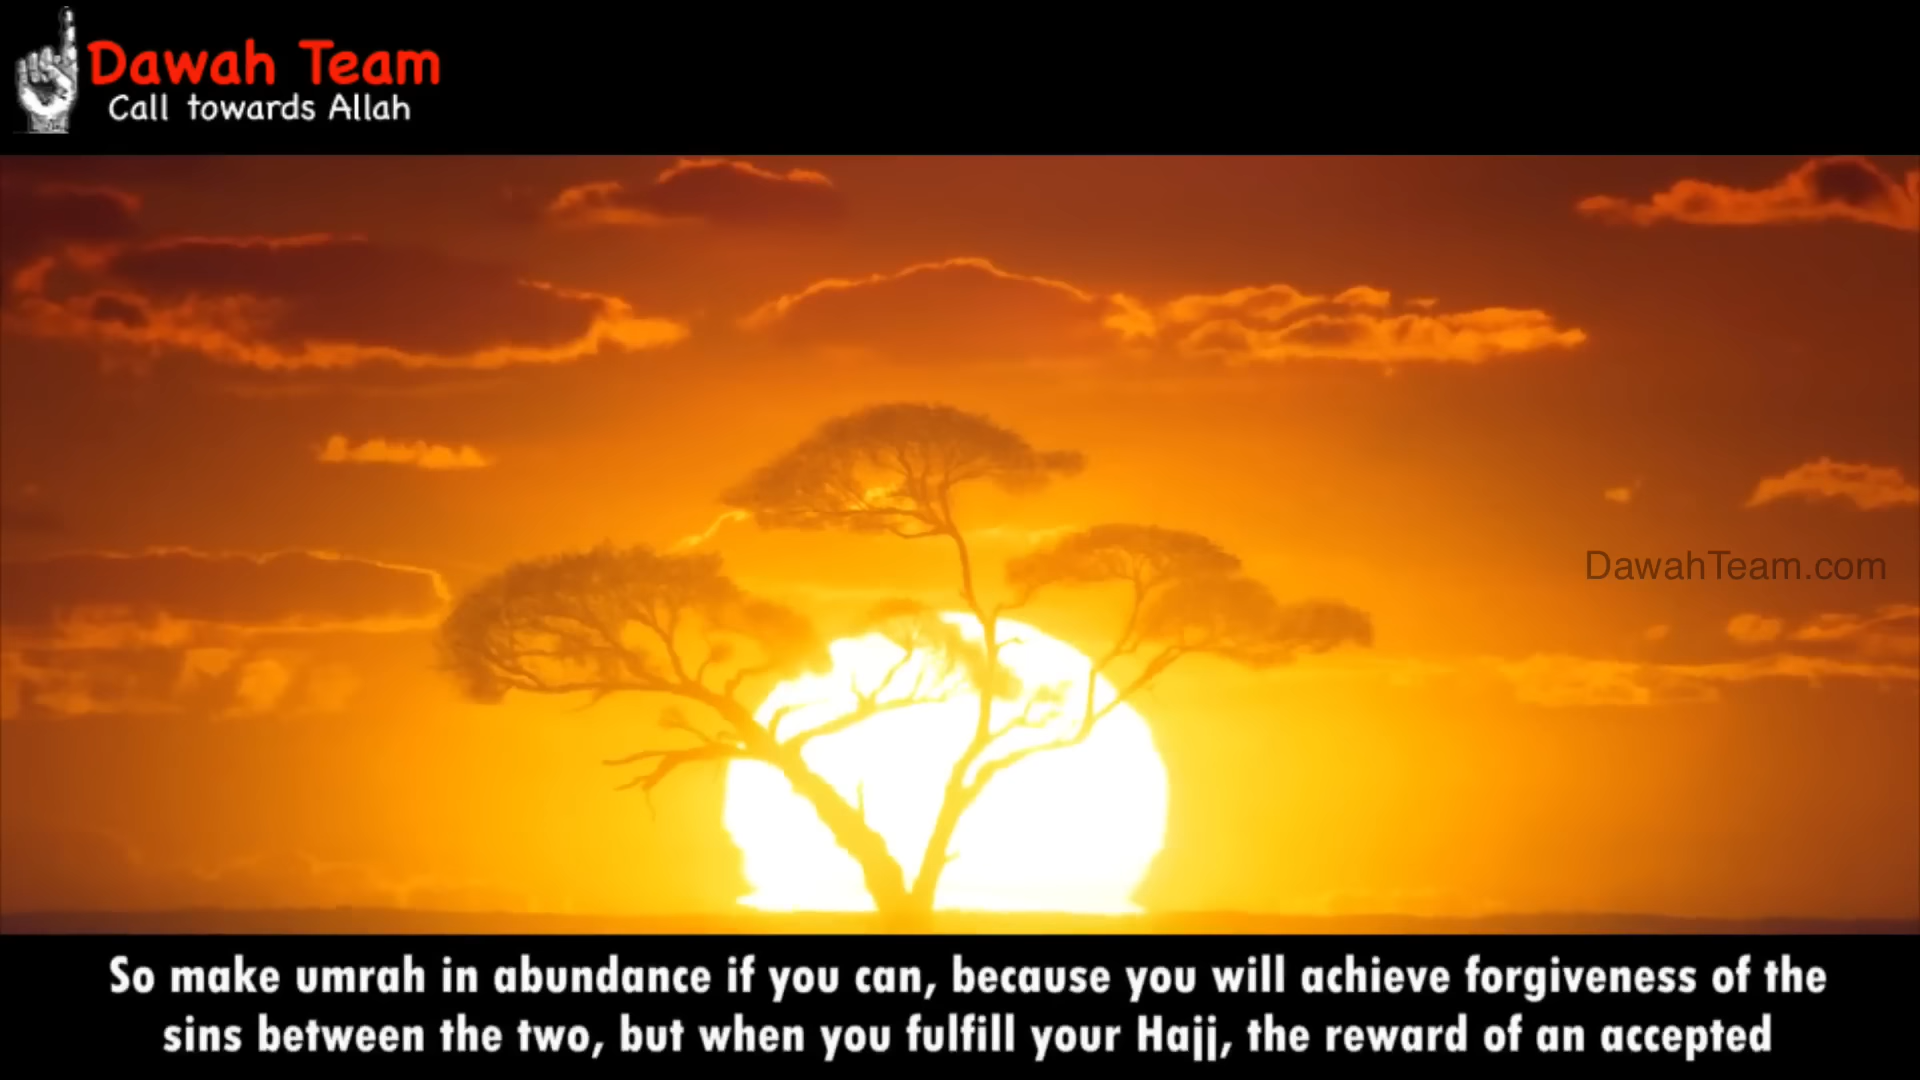 Dawah Team
Call towards Allah
DawahTeam.com
So make umrah in abundance if you can, because you will achieve forgiveness of the
sins between the two, but when you fulfill your Hajj, the reward of an accepted